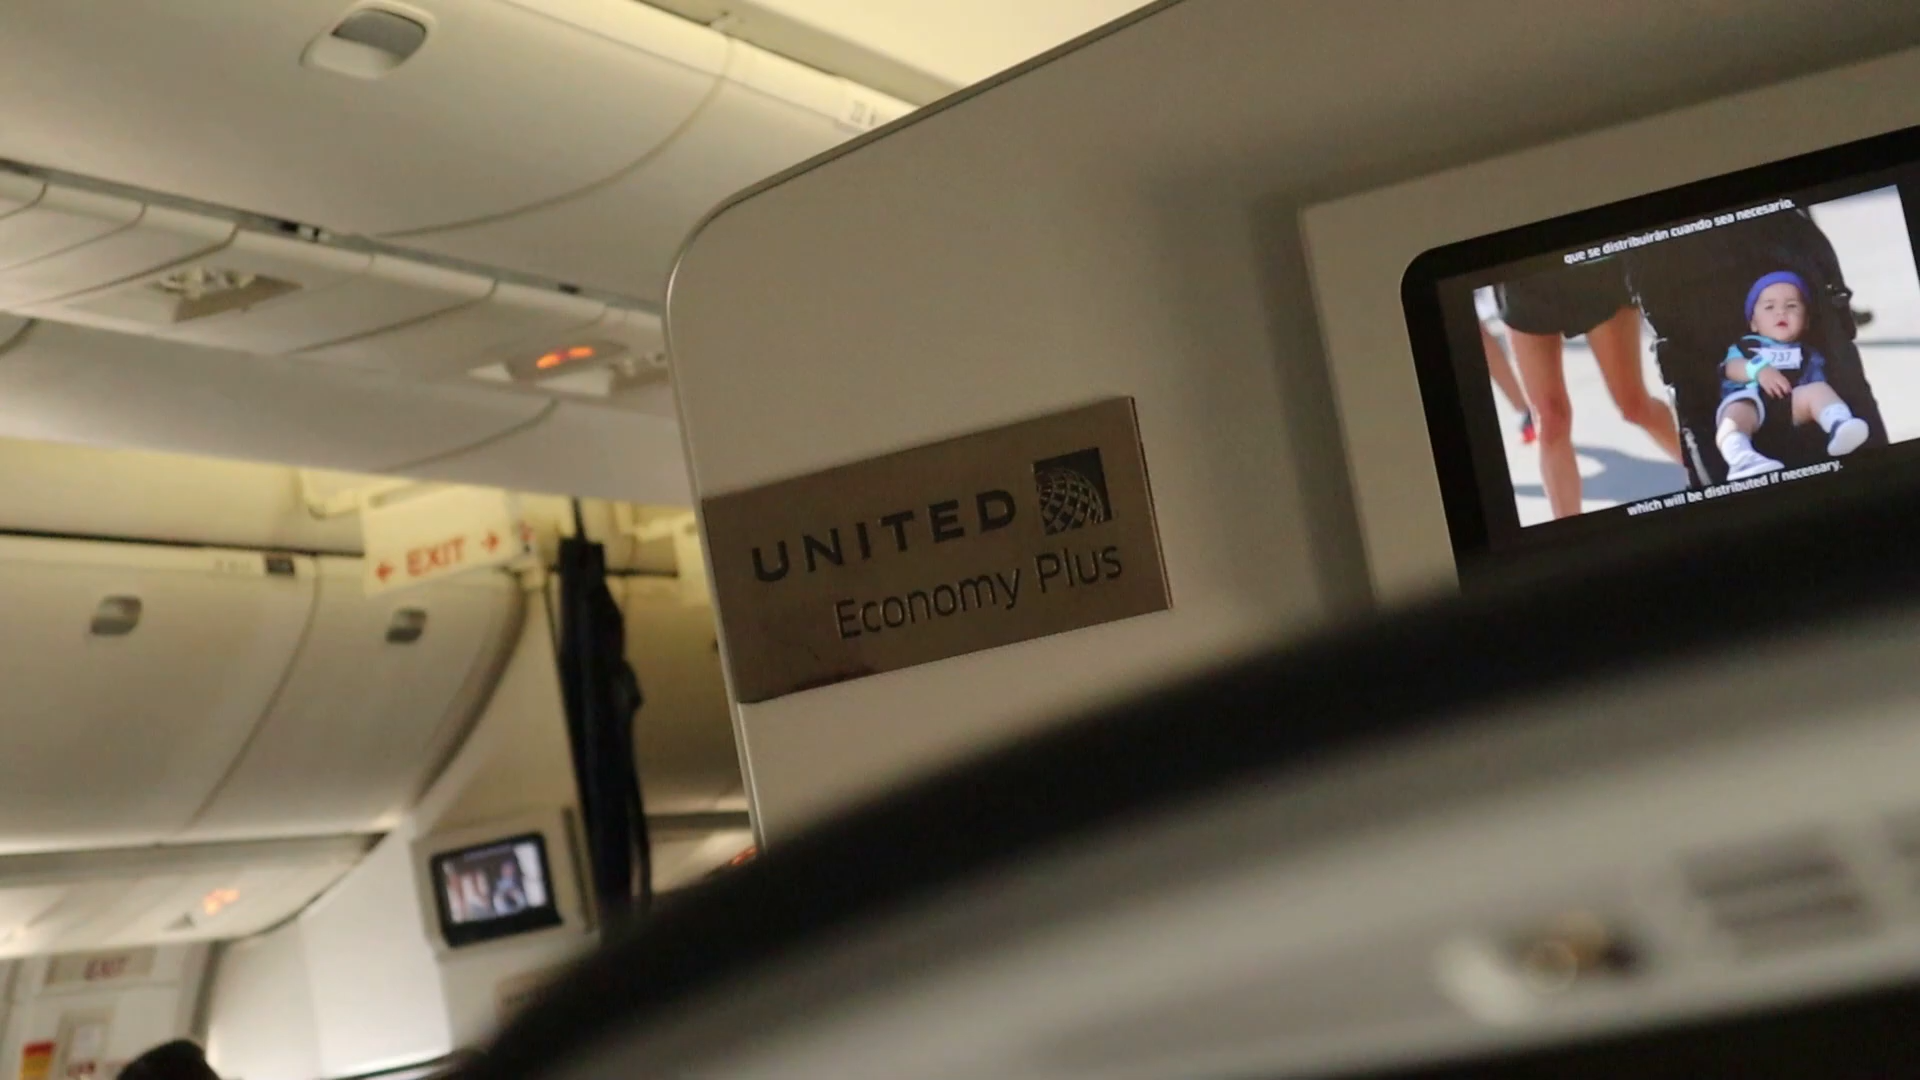 ← EXIT →
UNITED
Economy Plus
que se distribuirán cuando sea necesario.
737
which will be distributed if necessary.
EXIT